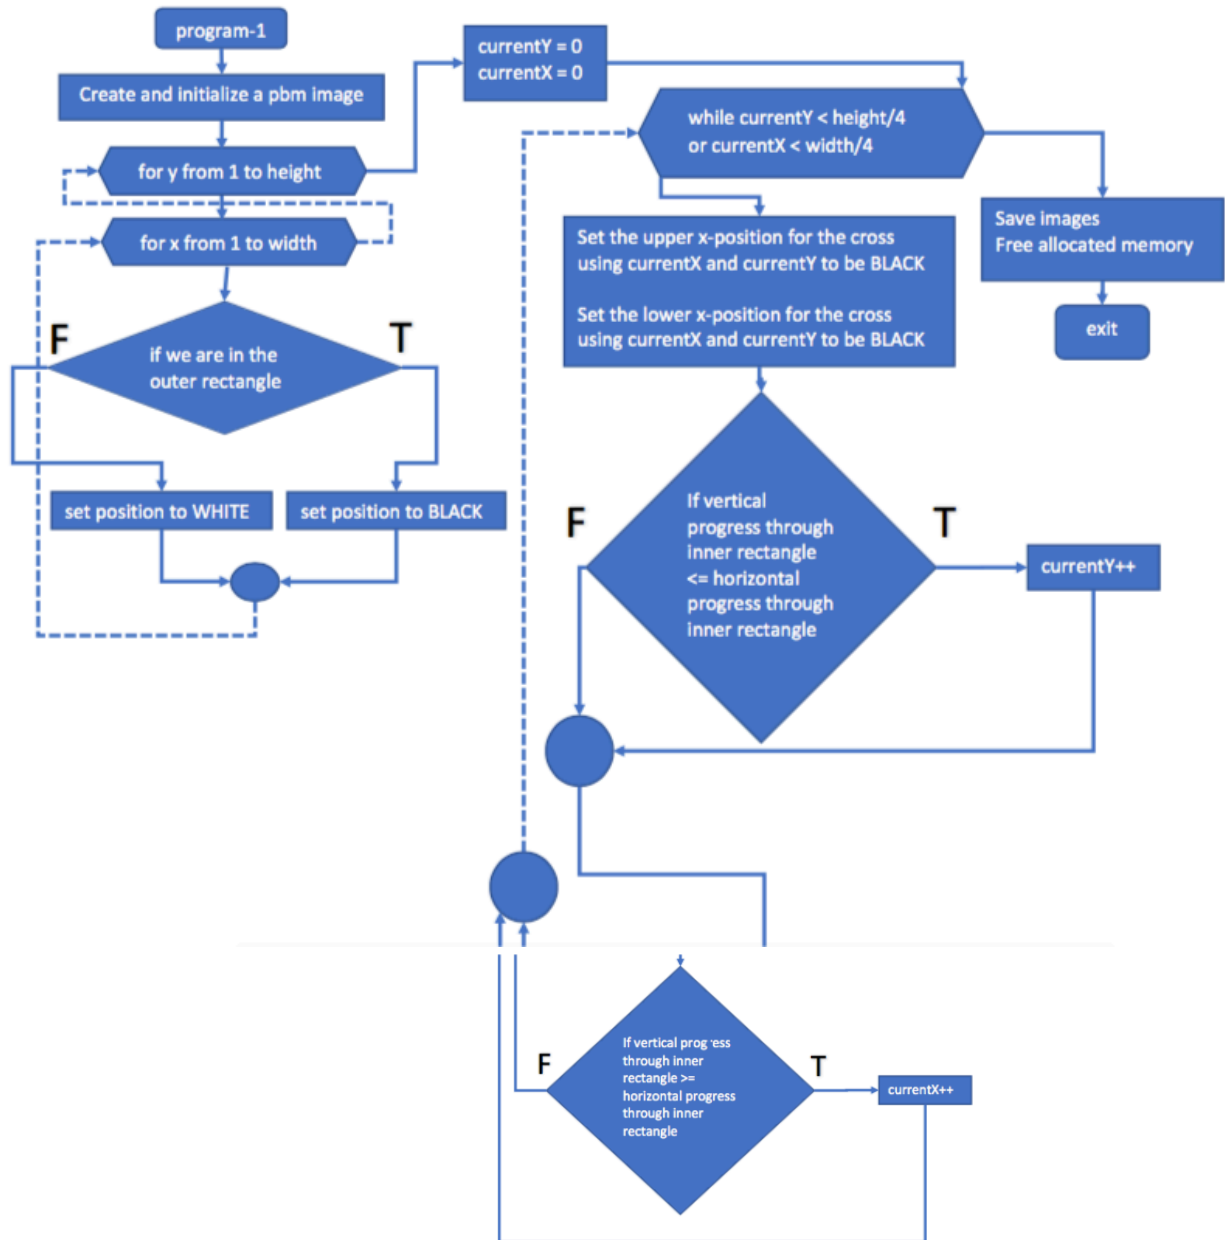 program-1
Create and initialize a pbm image
for y from 1 to height
for x from 1 to width
F
T
if we are in the
outer rectangle
set position to WHITE
set position to BLACK
currentY = 0
currentX = 0
while currentY < height/4
or currentX < width/4
Save images
Free allocated memory
exit
Set the upper x-position for the cross
using currentX and currentY to be BLACK
Set the lower x-position for the cross
using currentX and currentY to be BLACK
F
T
If vertical
progress through
inner rectangle
<= horizontal
progress through
inner rectangle
currentY++
F
T
If vertical progress
through inner
rectangle >=
horizontal progress
through inner
rectangle
currentX++